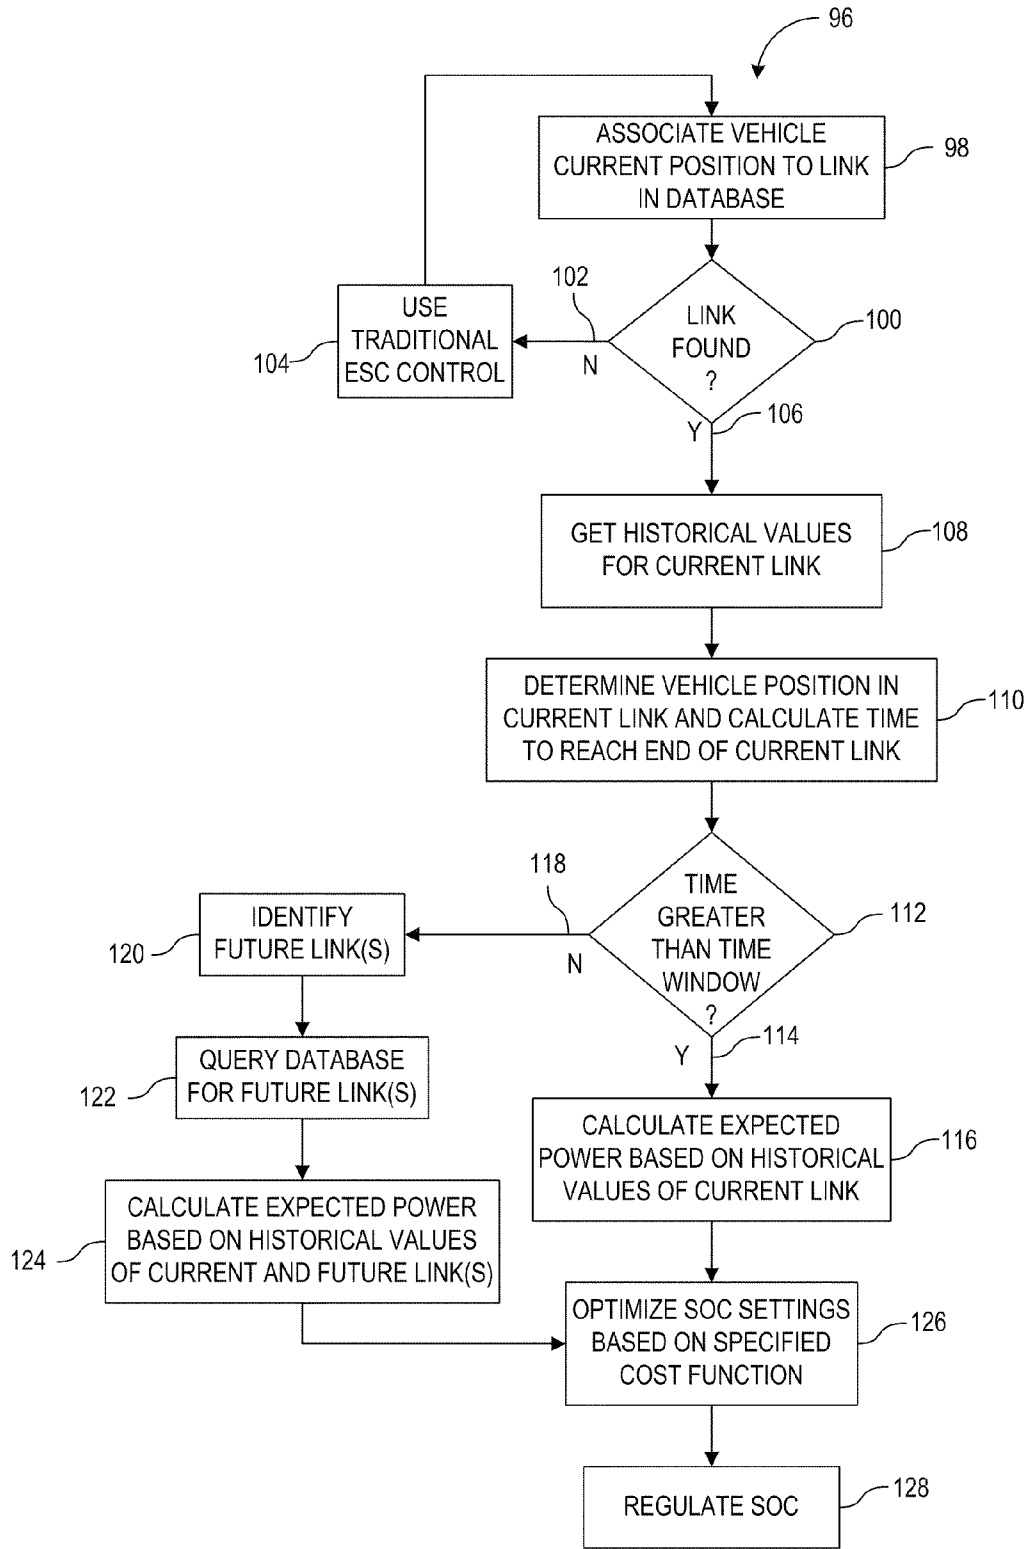 96
ASSOCIATE VEHICLE
CURRENT POSITION TO LINK
IN DATABASE
98
LINK
FOUND
?
100
102
N
USE
TRADITIONAL
ESC CONTROL
104
Y
106
GET HISTORICAL VALUES
FOR CURRENT LINK
108
DETERMINE VEHICLE POSITION IN
CURRENT LINK AND CALCULATE TIME
TO REACH END OF CURRENT LINK
110
TIME
GREATER
THAN TIME
WINDOW
?
112
118
N
IDENTIFY
FUTURE LINK(S)
120
QUERY DATABASE
FOR FUTURE LINK(S)
122
CALCULATE EXPECTED POWER
BASED ON HISTORICAL VALUES
OF CURRENT AND FUTURE LINK(S)
124
Y
114
CALCULATE EXPECTED
POWER BASED ON HISTORICAL
VALUES OF CURRENT LINK
116
OPTIMIZE SOC SETTINGS
BASED ON SPECIFIED
COST FUNCTION
126
REGULATE SOC
128